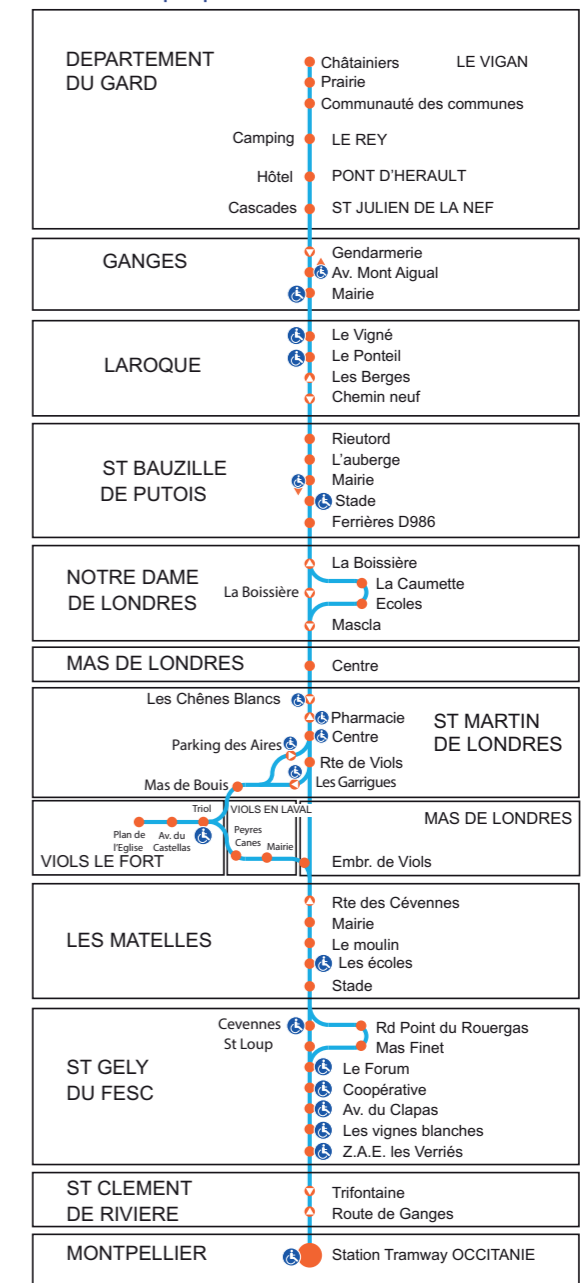 DEPARTEMENT
DU GARD
Châtainiers
LE VIGAN
Prairie
Communauté des communes
Camping
LE REY
Hôtel
PONT D'HERAULT
Cascades
ST JULIEN DE LA NEF
GANGES
Gendarmerie
Av. Mont Aigual
Mairie
LAROQUE
Le Vigné
Le Ponteil
Les Berges
Chemin neuf
ST BAUZILLE
DE PUTOIS
Rieutord
L'auberge
Mairie
Stade
Ferrières D986
NOTRE DAME
DE LONDRES
La Boissière
La Caumette
La Boissière
Ecoles
Mascla
MAS DE LONDRES
Centre
Les Chênes Blancs
Pharmacie
ST MARTIN
DE LONDRES
Centre
Parking des Aires
Rte de Viols
Mas de Bouis
Les Garrigues
Triol
VIOLS EN LAVAL
MAS DE LONDRES
Plan de
l'Eglise
Av. du
Castellas
Peyres
Canes
Mairie
VIOLS LE FORT
Embr. de Viols
LES MATELLES
Rte des Cévennes
Mairie
Le moulin
Les écoles
Stade
ST GELY
DU FESC
Cevennes
St Loup
Rd Point du Rouergas
Mas Finet
Le Forum
Coopérative
Av. du Clapas
Les vignes blanches
Z.A.E. les Verriés
ST CLEMENT
DE RIVIERE
Trifontaine
Route de Ganges
MONTPELLIER
Station Tramway OCCITANIE